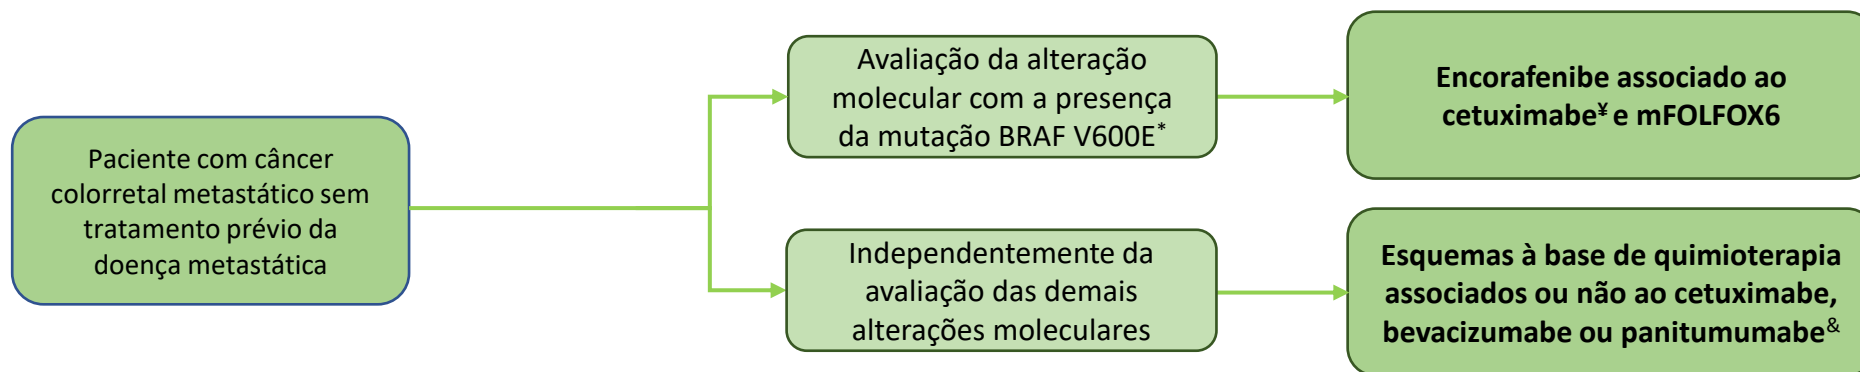 Paciente com câncer
colorretal metastático sem
tratamento prévio da
doença metastática
Avaliação da alteração
molecular com a presença
da mutação BRAF V600E*
Encorafenibe associado ao
cetuximabe¥ e mFOLFOX6
Independentemente da
avaliação das demais
alterações moleculares
Esquemas à base de quimioterapia
associados ou não ao cetuximabe,
bevacizumabe ou panitumumabe&